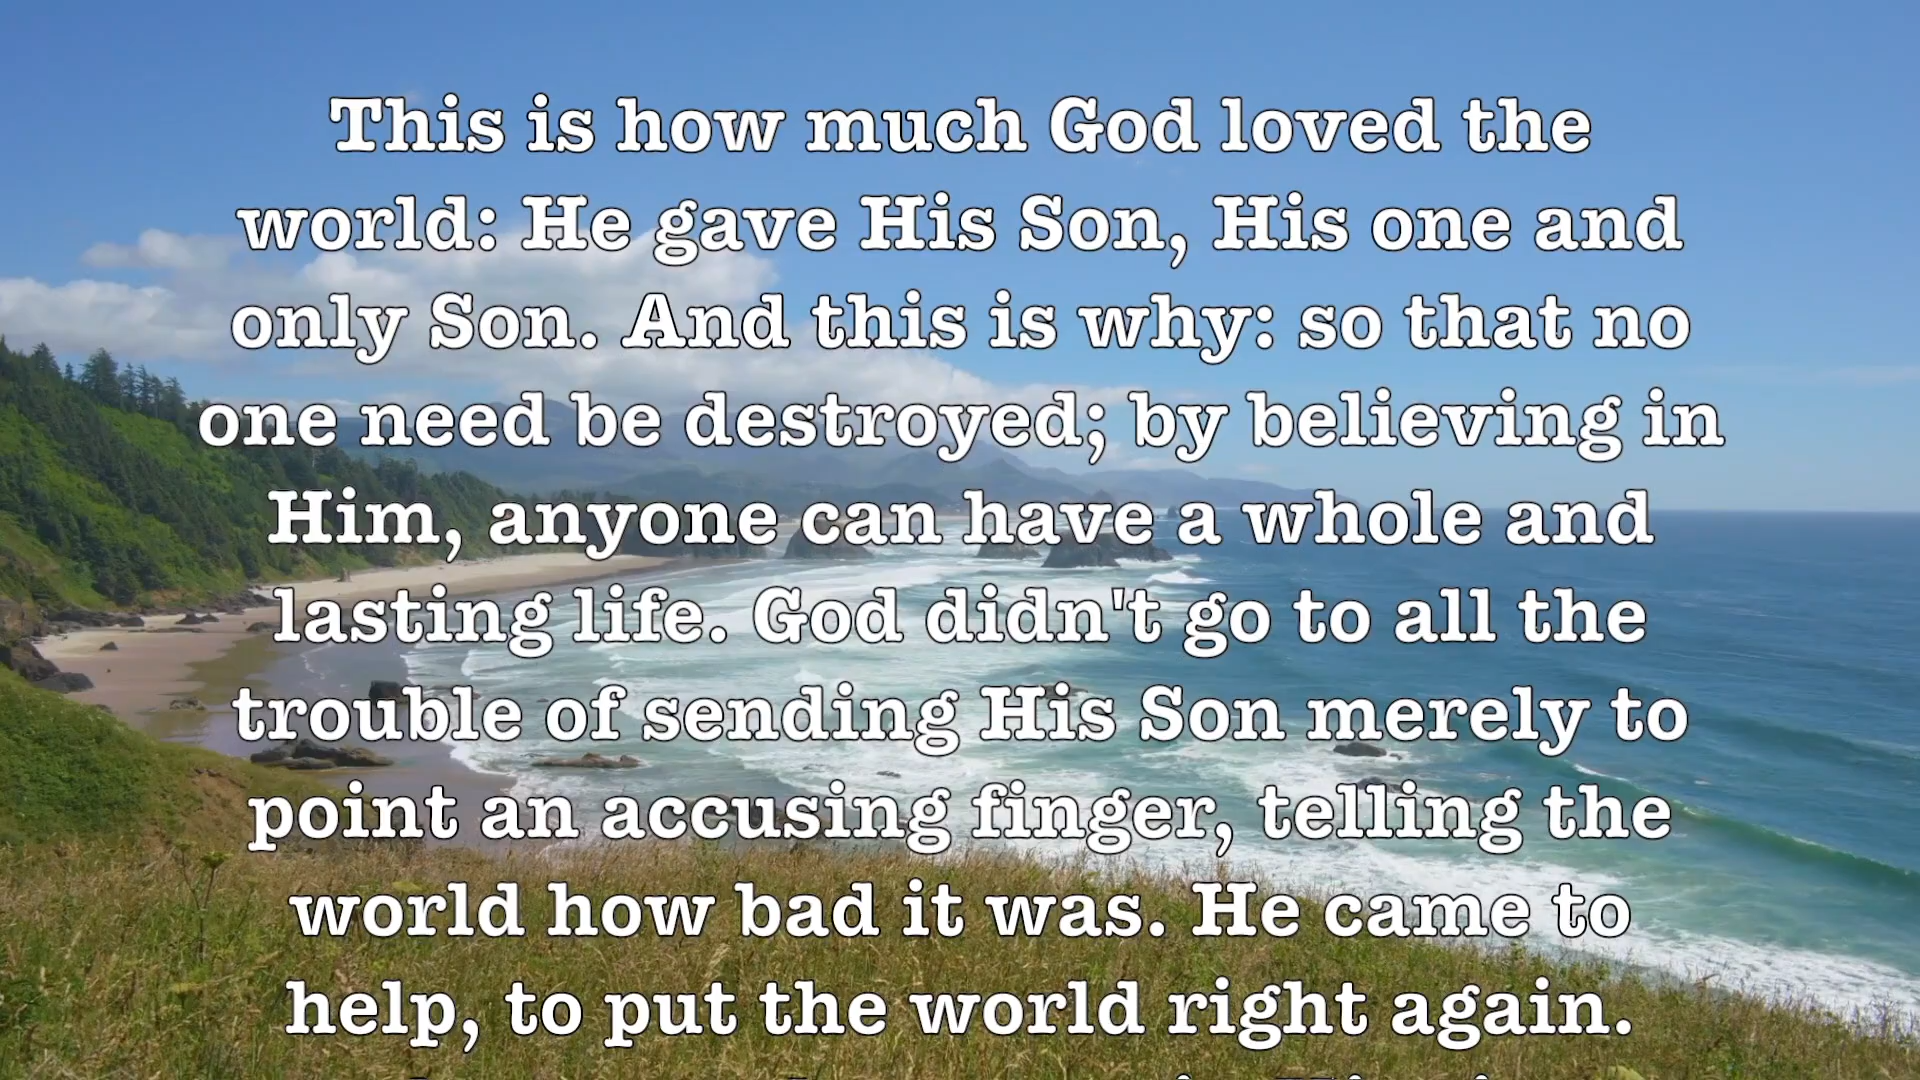 This is how much God loved the
world: He gave His Son, His one and
only Son. And this is why: so that no
one need be destroyed; by believing in
Him, anyone can have a whole and
lasting life. God didn't go to all the
trouble of sending His Son merely to
point an accusing finger, telling the
world how bad it was. He came to
help, to put the world right again.